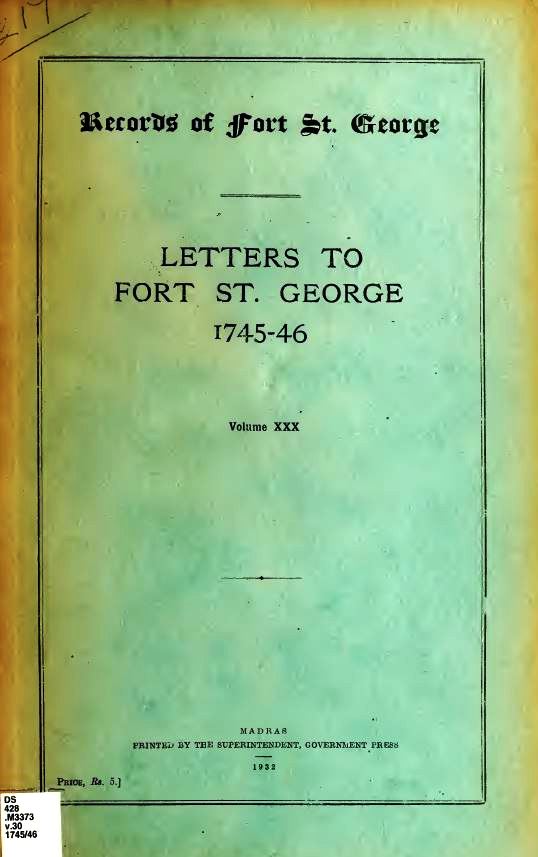 Records of Fort St. George
LETTERS TO
FORT ST. GEORGE
1745-46
Volume XXX
MADRAS
PRINTED BY THE SUPERINTENDENT, GOVERNMENT PRESS
1932
PRICE, Rs. 5.]
DS
428
.M3373
v.30
1745/46